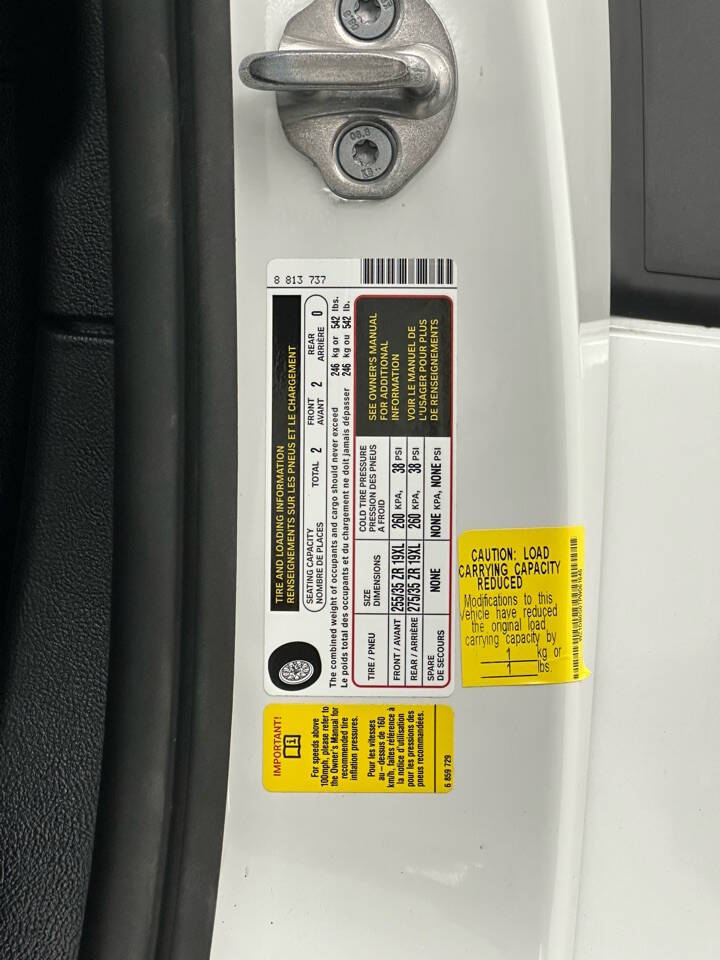 8 813 737
TIRE AND LOADING INFORMATION
RENSEIGNEMENTS SUR LES PNEUS ET LE CHARGEMENT
SEATING CAPACITY
NOMBRE DE PLACES
TOTAL 2
FRONT
AVANT 2
REAR
ARRIÈRE 0
The combined weight of occupants and cargo should never exceed 246 kg or 542 lbs.
Le poids total des occupants et du chargement ne doit jamais dépasser 246 kg ou 542 lb.
TIRE / PNEU
SIZE
DIMENSIONS
COLD TIRE PRESSURE
PRESSION DES PNEUS
A FROID
FRONT / AVANT 255/35 ZR 19XL 260 KPA, 38 PSI
REAR / ARRIÈRE 275/35 ZR 19XL 260 KPA, 38 PSI
SPARE
DE SECOURS
NONE NONE KPA, NONE PSI
SEE OWNER'S MANUAL
FOR ADDITIONAL
INFORMATION
VOIR LE MANUEL DE
L'USAGER POUR PLUS
DE RENSEIGNEMENTS
CAUTION: LOAD
CARRYING CAPACITY
REDUCED
Modifications to this
vehicle have reduced
the original load
carrying capacity by
1 kg or
1 lbs.
IMPORTANT!
For speeds above
100mph, please refer to
the Owner's Manual for
recommended tire
inflation pressures.
Pour les vitesses
au-dessus de 160
km/h, faites référence à
la notice d'utilisation
pour les pressions des
pneus recommandées.
6 859 729